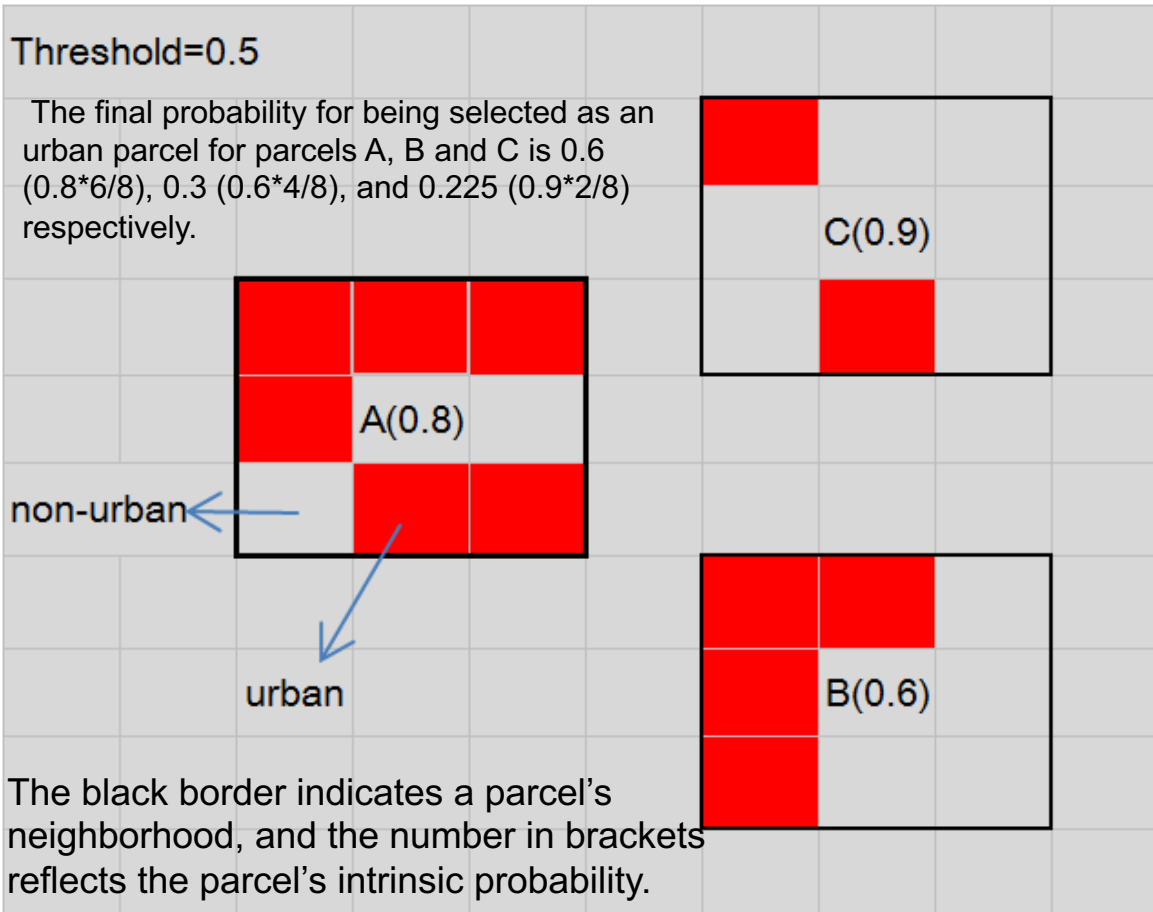 Threshold=0.5
The final probability for being selected as an
urban parcel for parcels A, B and C is 0.6
(0.8*6/8), 0.3 (0.6*4/8), and 0.225 (0.9*2/8)
respectively.
C(0.9)
A(0.8)
non-urban
urban
B(0.6)
The black border indicates a parcel’s
neighborhood, and the number in brackets
reflects the parcel’s intrinsic probability.